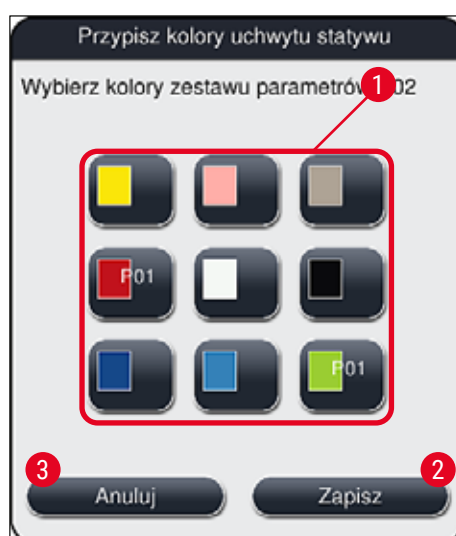 Przypisz kolory uchwytu statywu
Wybierz kolory zestawu parametrów 02
1
P01
P01
3
2
Anuluj
Zapisz